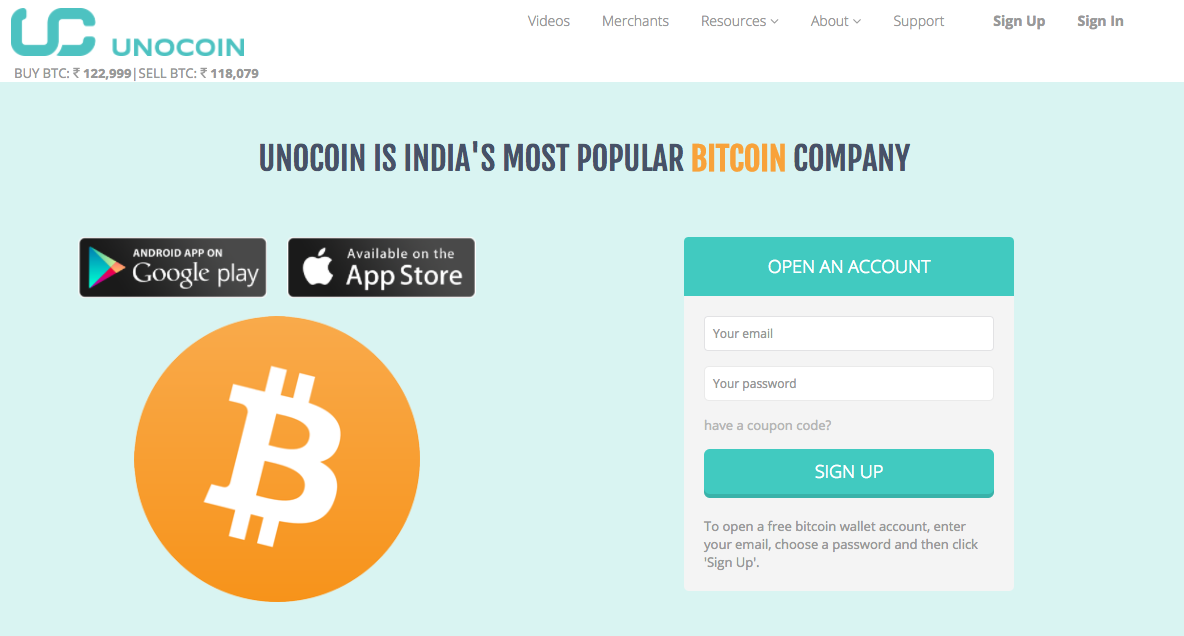 UNOCOIN
BUY BTC: ₹ 122,999|SELL BTC: ₹ 118,079
Videos Merchants Resources About Support Sign Up Sign In
UNOCOIN IS INDIA'S MOST POPULAR BITCOIN COMPANY
ANDROID APP ON
Google play
Available on the
App Store
OPEN AN ACCOUNT
Your email
Your password
have a coupon code?
SIGN UP
To open a free bitcoin wallet account, enter
your email, choose a password and then click
'Sign Up'.